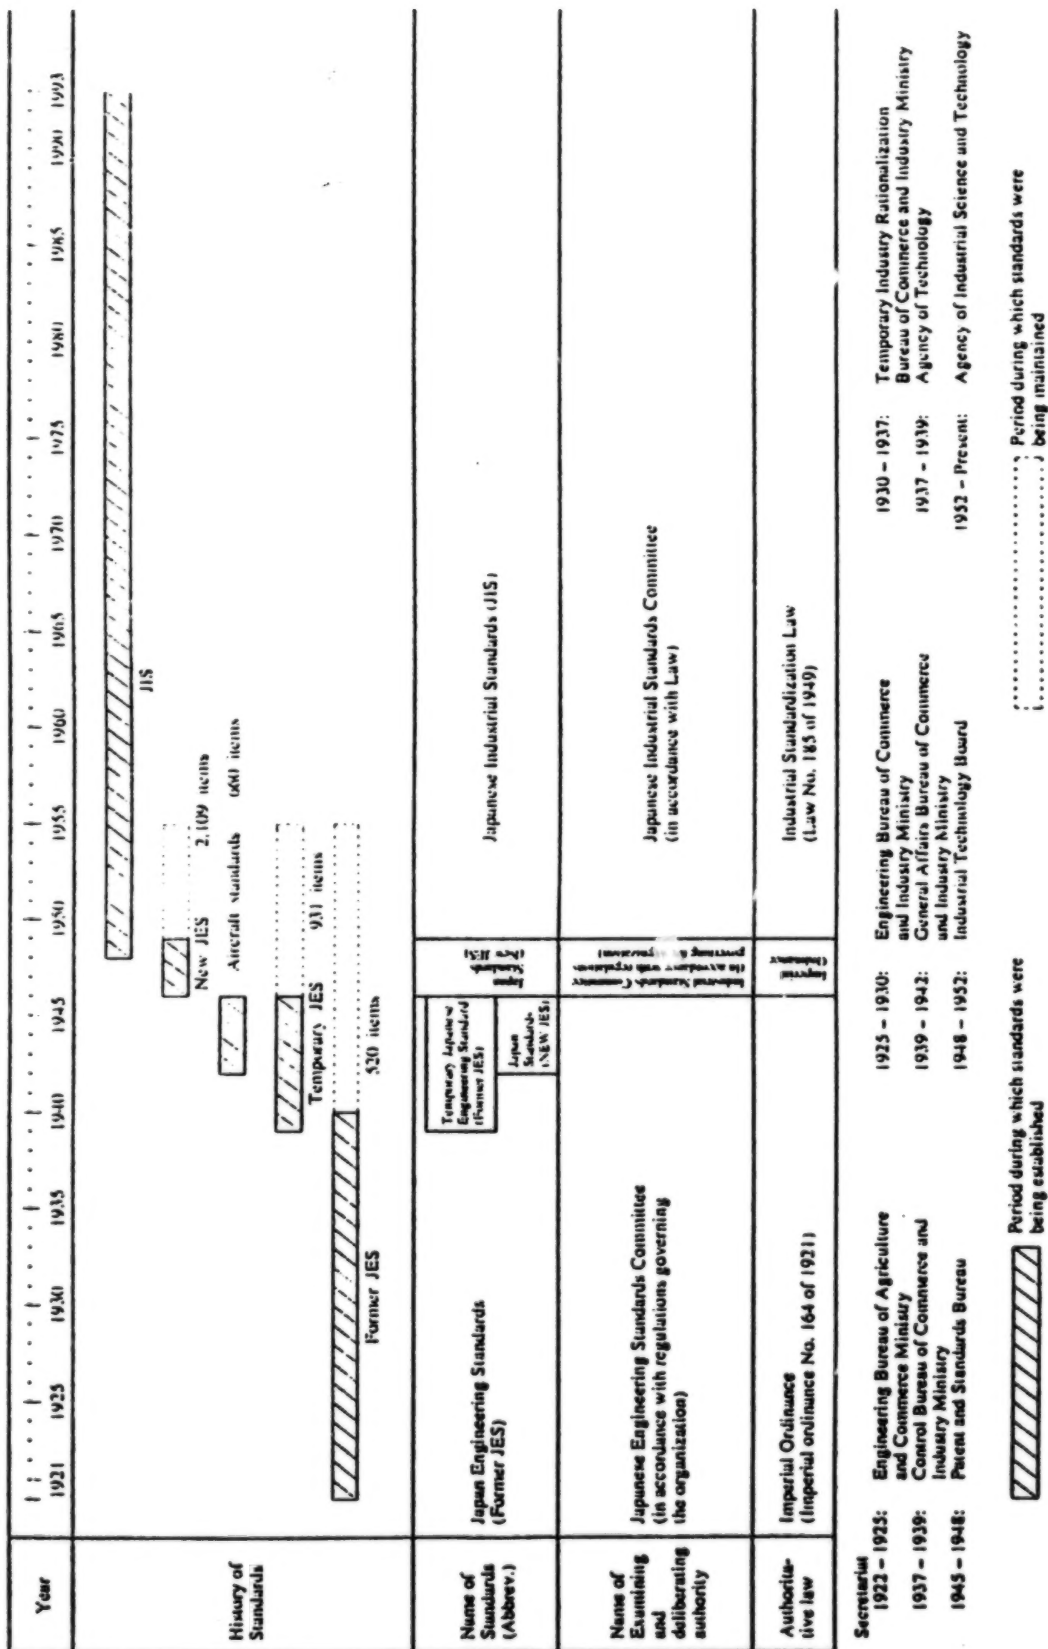 Year
1921 1925 1930 1935 1940 1945 1950 1955 1960 1965 1970 1975 1980 1985 1990 1993
History of
Standards
JIS
New JES 2,109 items
Aircraft standards 660 items
Temporary JES 931 items
520 items
Former JES
Name of
Standards
(Abbrev.)
Japan Engineering Standards
(Former JES)
Temporary Japanese
Engineering Standard
(Former JES)
Japan
Standards
(NEW JES)
Japanese Industrial Standards (JIS)
Name of
Examining
and
deliberating
authority
Japanese Engineering Standards Committee
(in accordance with regulations governing
the organization)
Industrial Standards Committee
Japanese Industrial Standards Committee
(in accordance with Law)
Authorita-
tive law
Imperial Ordinance
(Imperial ordinance No. 164 of 1921)
Imperial
Ordinance
Industrial Standardization Law
(Law No. 185 of 1949)
Secretariat
1922 – 1925: Engineering Bureau of Agriculture
and Commerce Ministry
1925 – 1930: Engineering Bureau of Commerce
and Industry Ministry
1930 – 1937: Temporary Industry Rationalization
Bureau of Commerce and Industry Ministry
1937 – 1939: Control Bureau of Commerce and
Industry Ministry
1939 – 1942: General Affairs Bureau of Commerce
and Industry Ministry
1937 – 1939: Agency of Technology
1945 – 1948: Patent and Standards Bureau
1948 – 1952: Industrial Technology Board
1952 – Present: Agency of Industrial Science and Technology
Period during which standards were
being established
Period during which standards were
being maintained